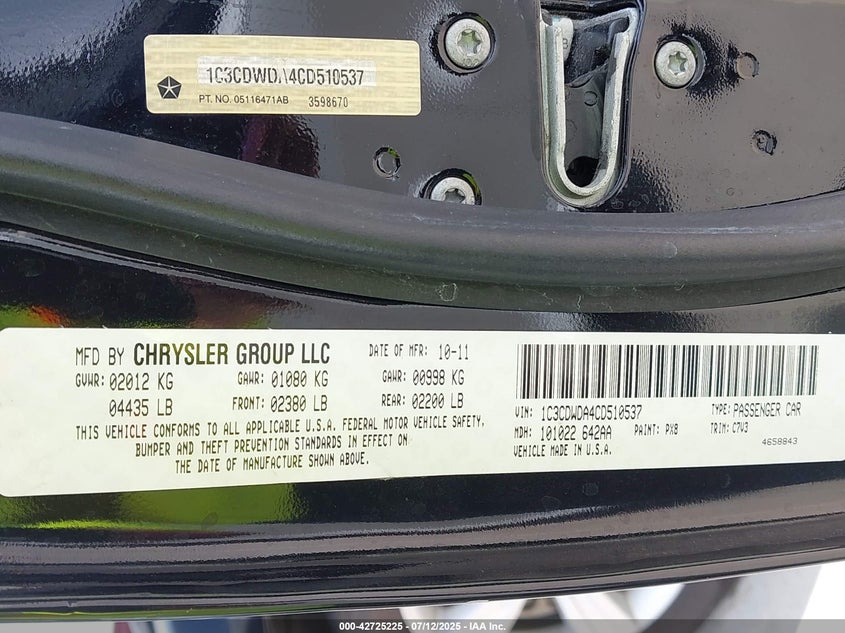 1C3CDWDA4CD510537
PT. NO. 05116471AB 3598670
MFD BY CHRYSLER GROUP LLC DATE OF MFR: 10-11
GVWR: 02012 KG GAWR: 01080 KG GAWR: 00998 KG
04435 LB FRONT: 02380 LB REAR: 02200 LB
THIS VEHICLE CONFORMS TO ALL APPLICABLE U.S.A. FEDERAL MOTOR VEHICLE SAFETY,
BUMPER AND THEFT PREVENTION STANDARDS IN EFFECT ON
THE DATE OF MANUFACTURE SHOWN ABOVE.
VIN: 1C3CDWDA4CD510537 TYPE: PASSENGER CAR
MDH: 101022 642AA PAINT: PX8 TRIM: C7V3
VEHICLE MADE IN U.S.A. 4658843
000-42725225 - 07/12/2025 - IAA Inc.